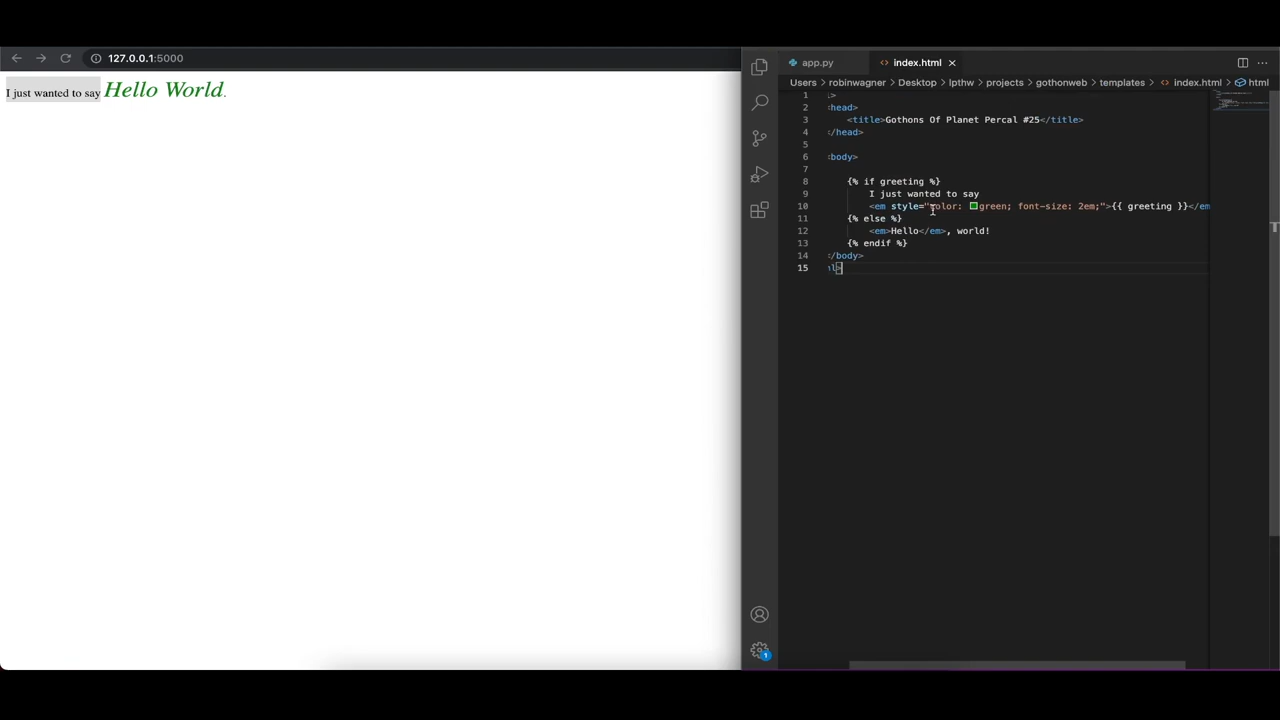 127.0.0.1:5000
I just wanted to say Hello World.
app.py
index.html
Users > robinwagner > Desktop > lpthw > projects > gothonweb > templates > index.html > html
1 l>
2 :head>
3 <title>Gothons Of Planet Percal #25</title>
4 :/head>
5
6 :body>
7
8 {% if greeting %}
9 I just wanted to say
10 <em style="color: green; font-size: 2em;">{{ greeting }}</em
11 {% else %}
12 <em>Hello</em>, world!
13 {% endif %}
14 :/body>
15 ml>
1